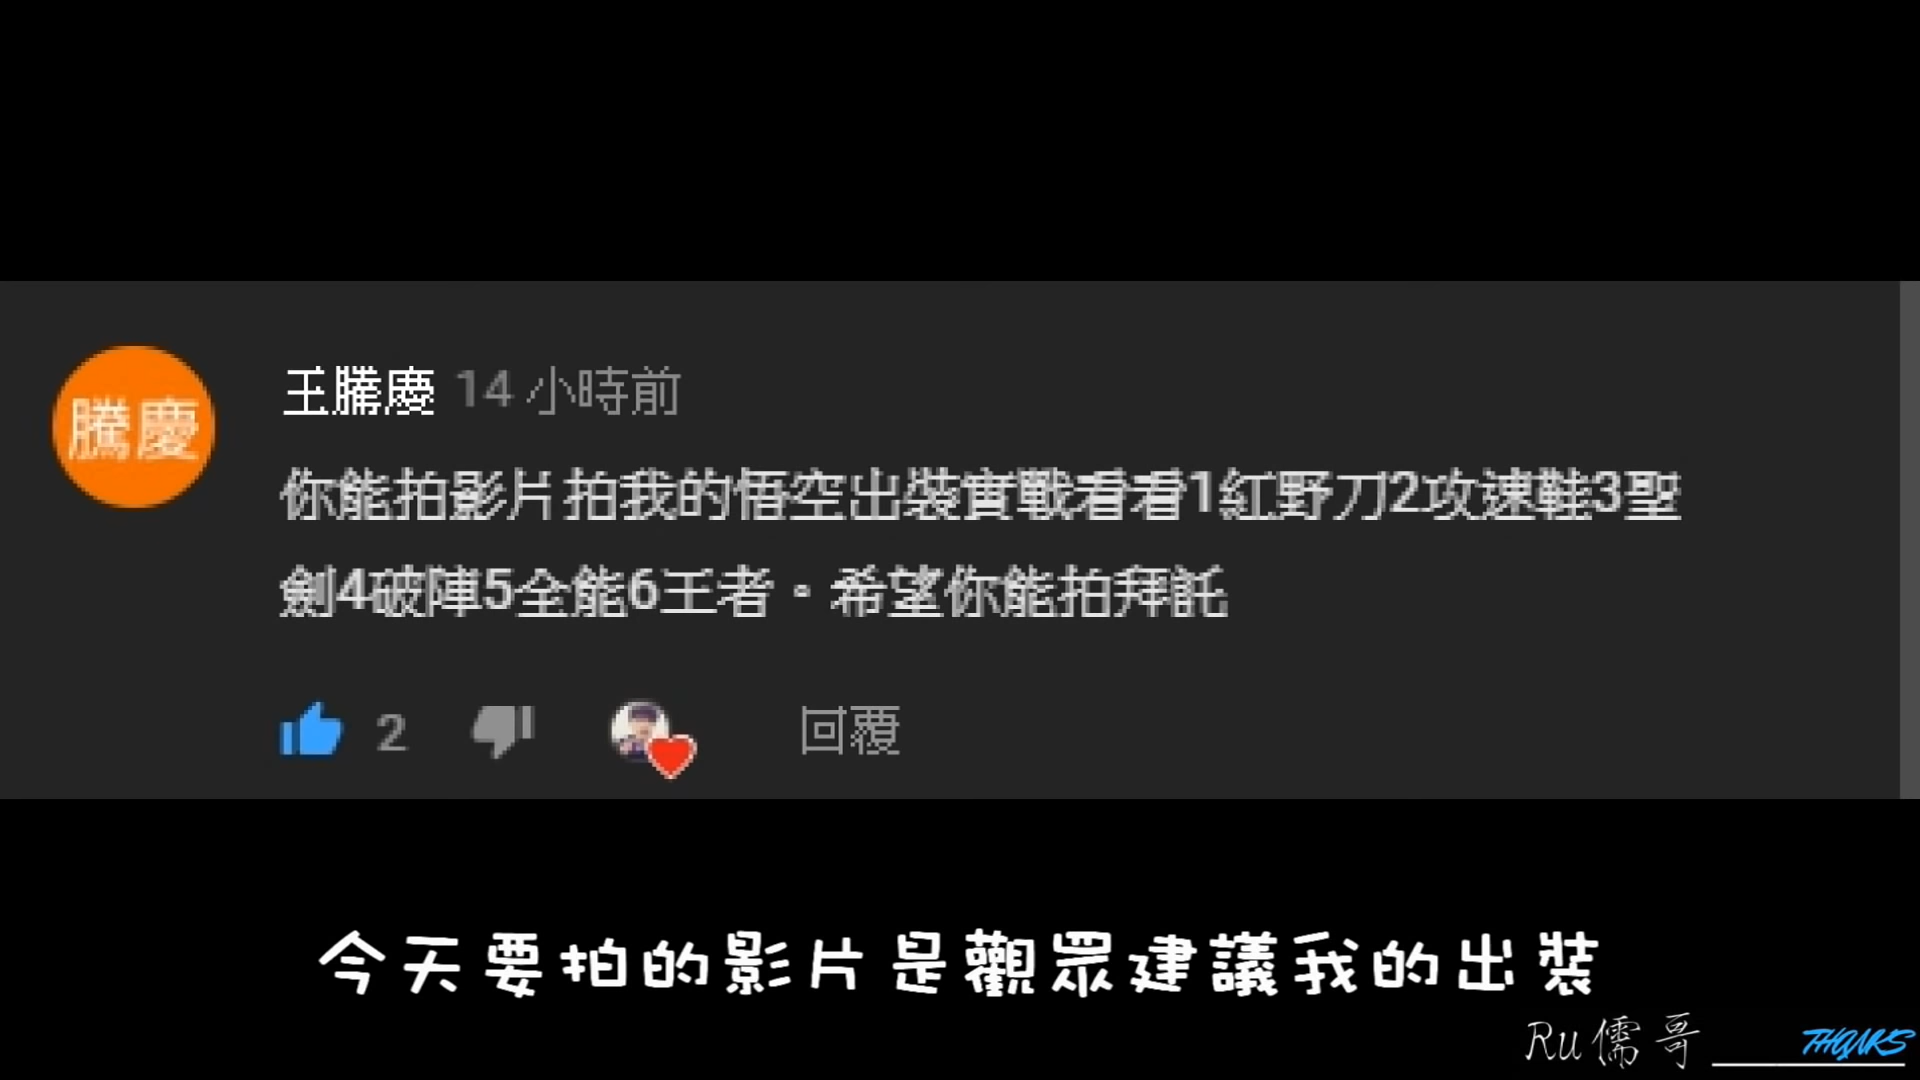 騰慶
王騰慶 14 小時前
你能拍影片拍我的悟空出裝實戰看看1紅野刀2攻速鞋3聖
劍4破陣5全能6王者。希望你能拍拜託
2
回覆
今天要拍的影片是觀眾建議我的出裝
Ru儒哥
THANKS